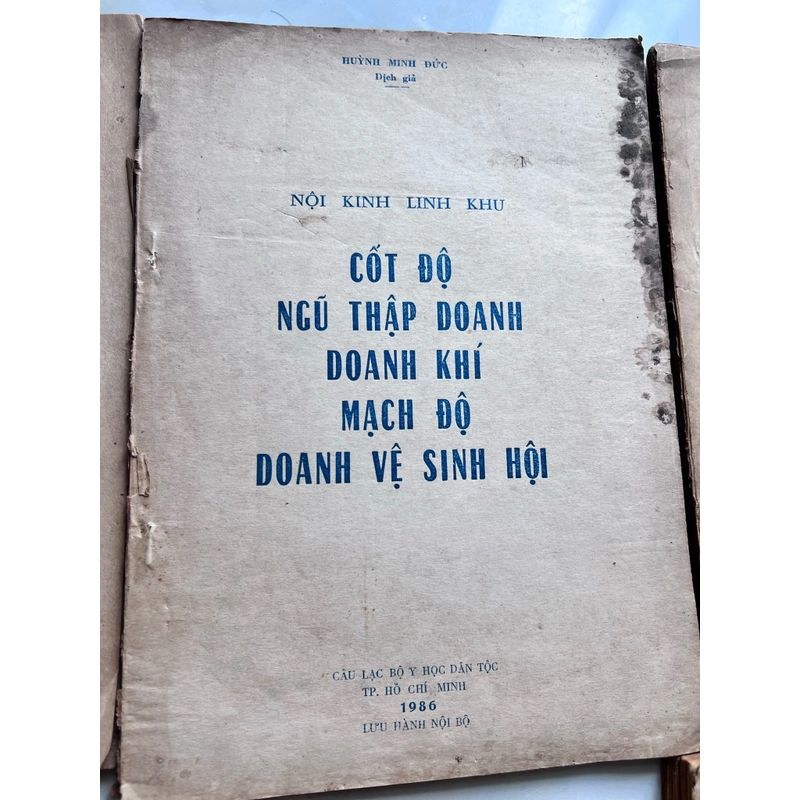 HUỲNH MINH ĐỨC
Dịch giả
NỘI KINH LINH KHU
CỐT ĐỘ
NGŨ THẬP DOANH
DOANH KHÍ
MẠCH ĐỘ
DOANH VỆ SINH HỘI
CÂU LẠC BỘ Y HỌC DÂN TỘC
TP. HỒ CHÍ MINH
1986
LƯU HÀNH NỘI BỘ